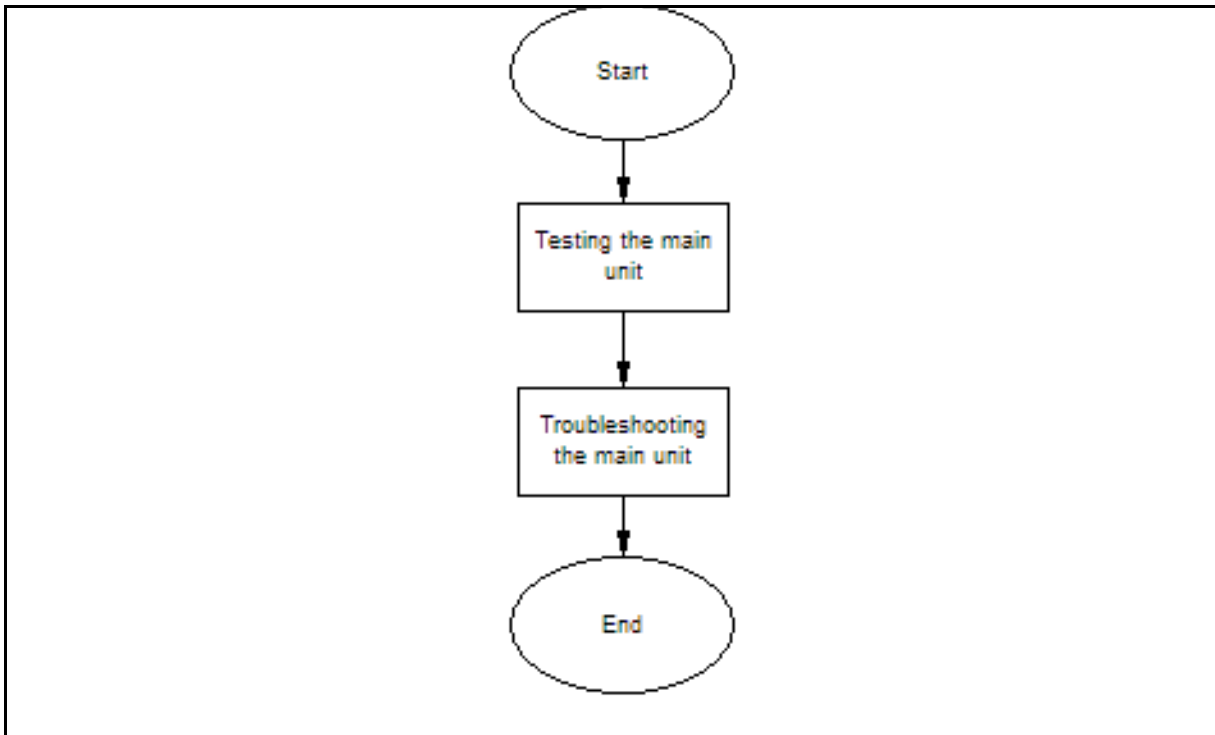 Start
Testing the main
unit
Troubleshooting
the main unit
End